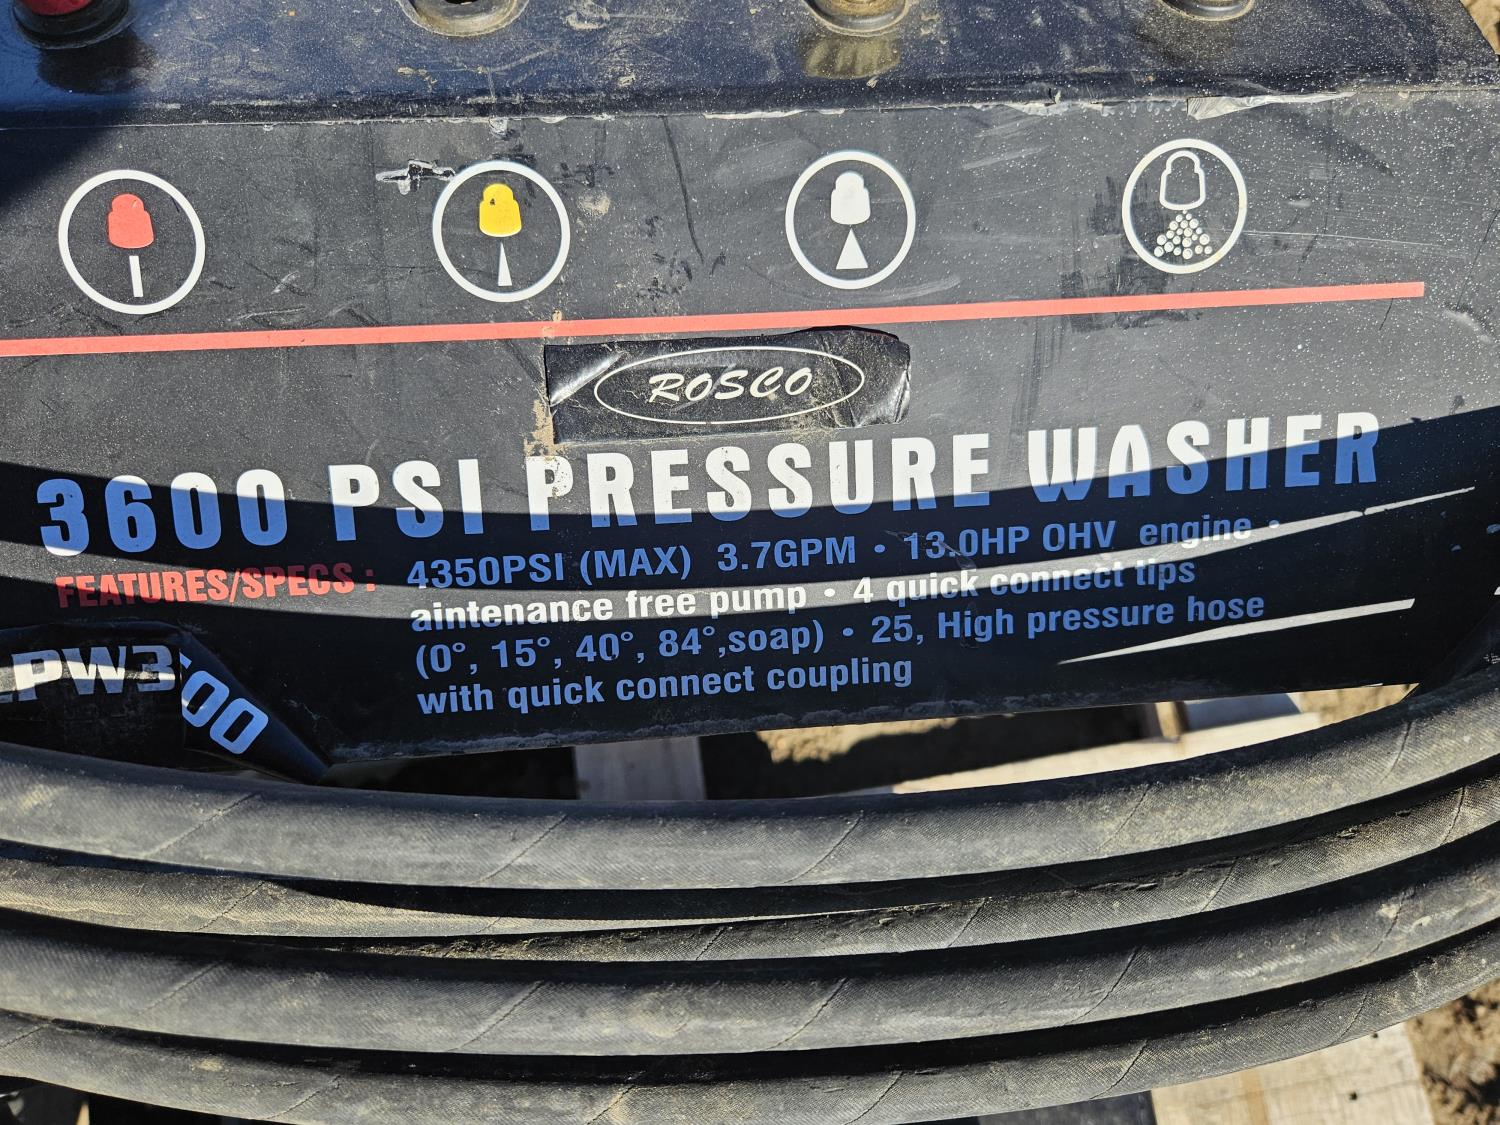 ROSCO
3600 PSI PRESSURE WASHER
FEATURES/SPECS : 4350PSI (MAX) 3.7GPM • 13.0HP OHV engine •
aintenance free pump • 4 quick connect tips
(0°, 15°, 40°, 84°,soap) • 25, High pressure hose
with quick connect coupling
LPW3500